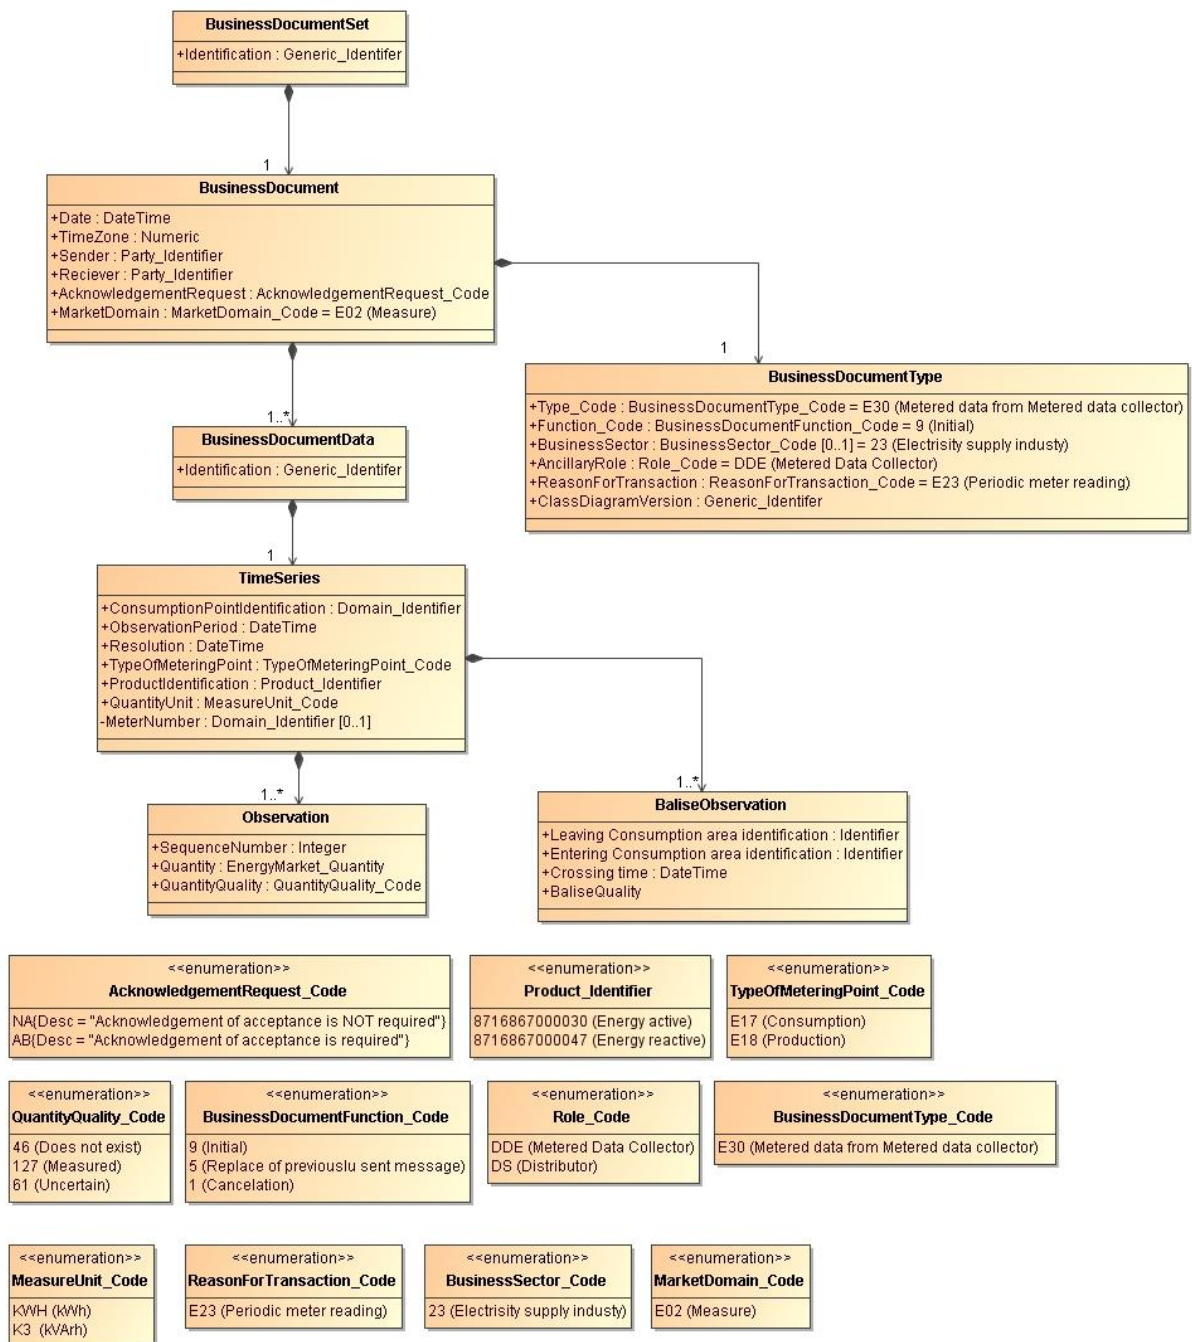 BusinessDocumentSet
+Identification : Generic_Identifer
1
BusinessDocument
+Date : DateTime
+TimeZone : Numeric
+Sender : Party_Identifier
+Reciever : Party_Identifier
+AcknowledgementRequest : AcknowledgementRequest_Code
+MarketDomain : MarketDomain_Code = E02 (Measure)
1
BusinessDocumentType
+Type_Code : BusinessDocumentType_Code = E30 (Metered data from Metered data collector)
+Function_Code : BusinessDocumentFunction_Code = 9 (Initial)
+BusinessSector : BusinessSector_Code [0..1] = 23 (Electrisity supply industy)
+AncillaryRole : Role_Code = DDE (Metered Data Collector)
+ReasonForTransaction : ReasonForTransaction_Code = E23 (Periodic meter reading)
+ClassDiagramVersion : Generic_Identifer
1..*
BusinessDocumentData
+Identification : Generic_Identifer
1
TimeSeries
+ConsumptionPointIdentification : Domain_Identifier
+ObservationPeriod : DateTime
+Resolution : DateTime
+TypeOfMeteringPoint : TypeOfMeteringPoint_Code
+ProductIdentification : Product_Identifier
+QuantityUnit : MeasureUnit_Code
-MeterNumber : Domain_Identifier [0..1]
1..*
Observation
+SequenceNumber : Integer
+Quantity : EnergyMarket_Quantity
+QuantityQuality : QuantityQuality_Code
1..*
BaliseObservation
+Leaving Consumption area identification : Identifier
+Entering Consumption area identification : Identifier
+Crossing time : DateTime
+BaliseQuality
<<enumeration>>
AcknowledgementRequest_Code
NA{Desc = "Acknowledgement of acceptance is NOT required"}
AB{Desc = "Acknowledgement of acceptance is required"}
<<enumeration>>
Product_Identifier
8716867000030 (Energy active)
8716867000047 (Energy reactive)
<<enumeration>>
TypeOfMeteringPoint_Code
E17 (Consumption)
E18 (Production)
<<enumeration>>
QuantityQuality_Code
46 (Does not exist)
127 (Measured)
61 (Uncertain)
<<enumeration>>
BusinessDocumentFunction_Code
9 (Initial)
5 (Replace of previouslu sent message)
1 (Cancelation)
<<enumeration>>
Role_Code
DDE (Metered Data Collector)
DS (Distributor)
<<enumeration>>
BusinessDocumentType_Code
E30 (Metered data from Metered data collector)
<<enumeration>>
MeasureUnit_Code
KWH (kWh)
K3 (kVArh)
<<enumeration>>
ReasonForTransaction_Code
E23 (Periodic meter reading)
<<enumeration>>
BusinessSector_Code
23 (Electrisity supply industy)
<<enumeration>>
MarketDomain_Code
E02 (Measure)